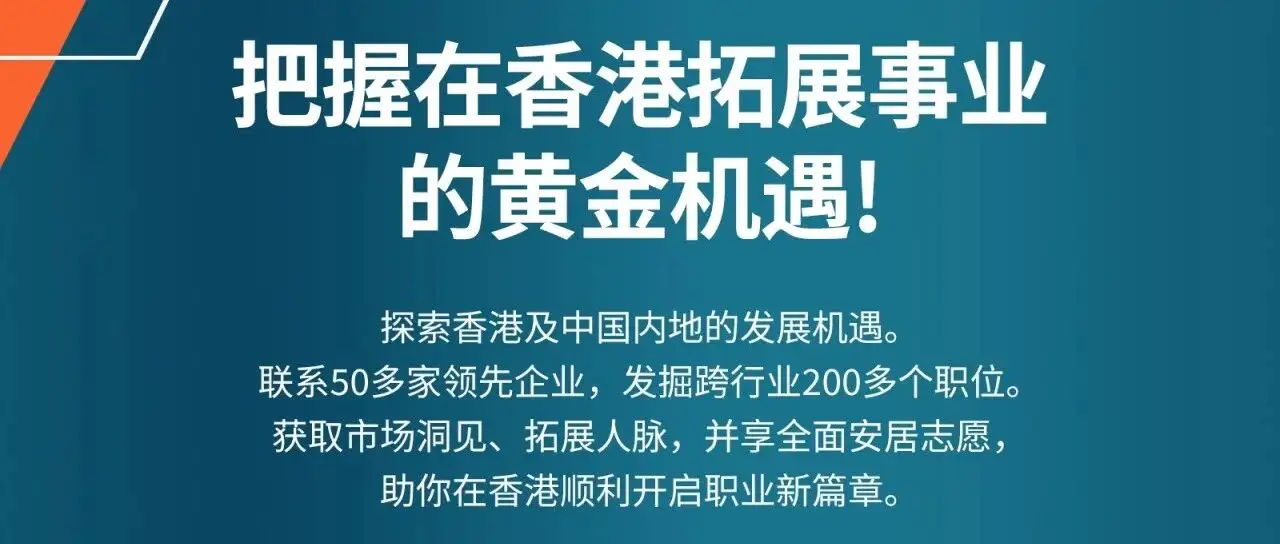 把握在香港拓展事业
的黄金机遇!
探索香港及中国内地的发展机遇。
联系50多家领先企业，发掘跨行业200多个职位。
获取市场洞见、拓展人脉，并享全面安居志愿，
助你在香港顺利开启职业新篇章。